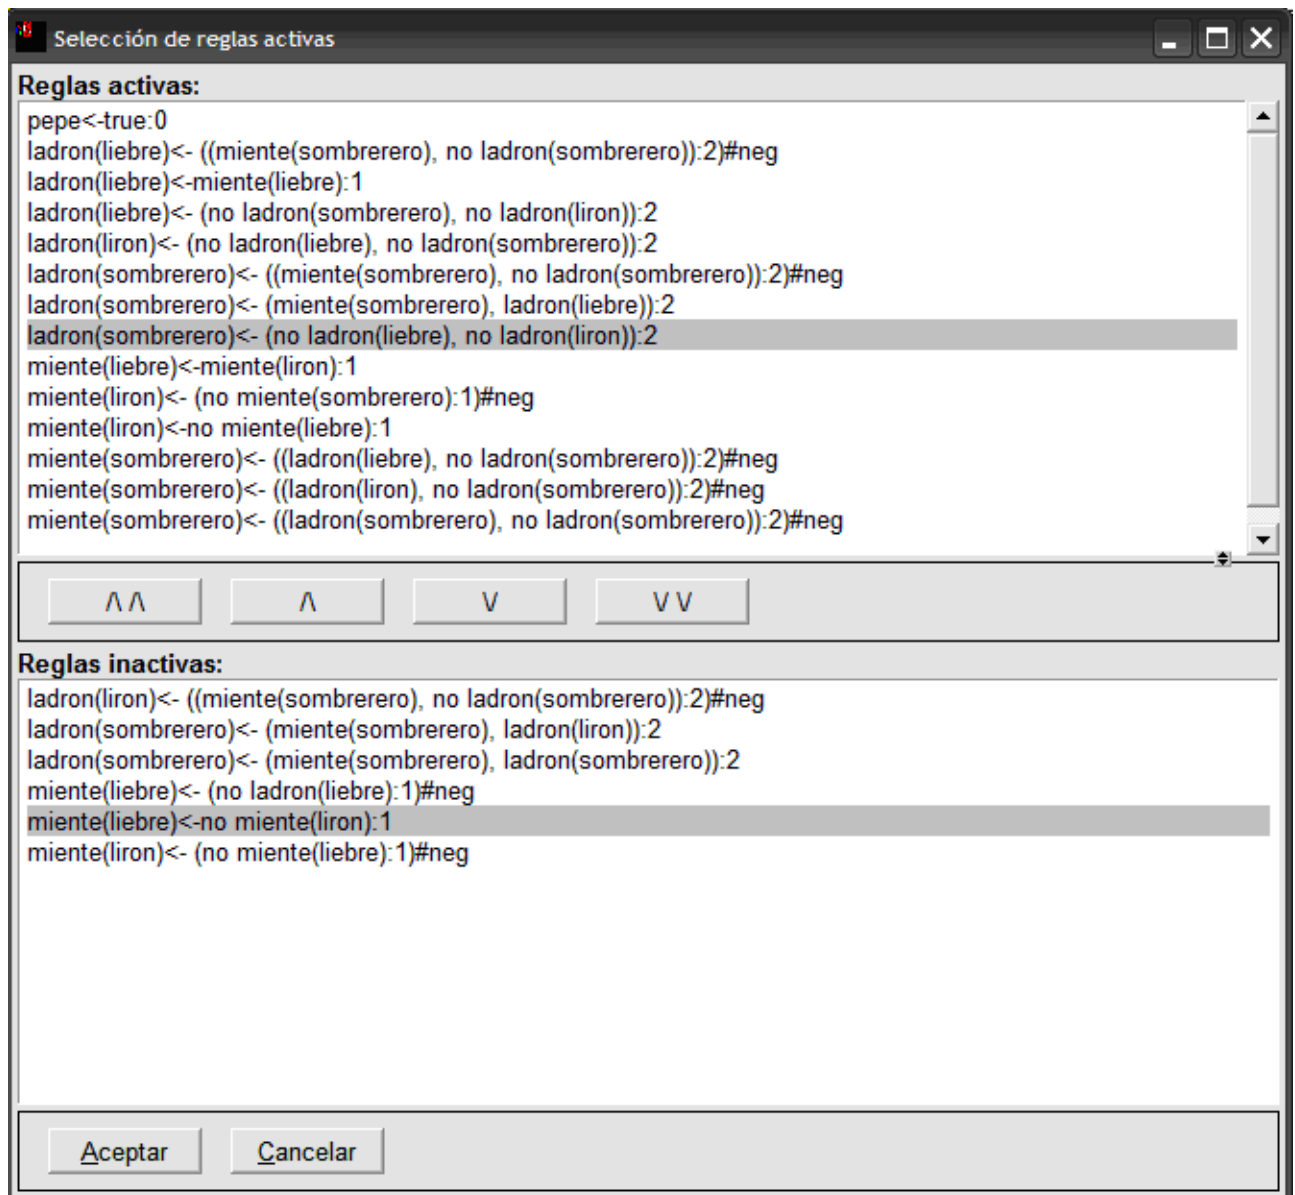 Selección de reglas activas
Reglas activas:
pepe<-true:0
ladron(liebre)<- ((miente(sombrerero), no ladron(sombrerero)):2)#neg
ladron(liebre)<-miente(liebre):1
ladron(liebre)<- (no ladron(sombrerero), no ladron(liron)):2
ladron(liron)<- (no ladron(liebre), no ladron(sombrerero)):2
ladron(sombrerero)<- ((miente(sombrerero), no ladron(sombrerero)):2)#neg
ladron(sombrerero)<- (miente(sombrerero), ladron(liebre)):2
ladron(sombrerero)<- (no ladron(liebre), no ladron(liron)):2
miente(liebre)<-miente(liron):1
miente(liron)<- (no miente(sombrerero):1)#neg
miente(liron)<-no miente(liebre):1
miente(sombrerero)<- ((ladron(liebre), no ladron(sombrerero)):2)#neg
miente(sombrerero)<- ((ladron(liron), no ladron(sombrerero)):2)#neg
miente(sombrerero)<- ((ladron(sombrerero), no ladron(sombrerero)):2)#neg
/\ /\ /\ \/ \/ \/
Reglas inactivas:
ladron(liron)<- ((miente(sombrerero), no ladron(sombrerero)):2)#neg
ladron(sombrerero)<- (miente(sombrerero), ladron(liron)):2
ladron(sombrerero)<- (miente(sombrerero), ladron(sombrerero)):2
miente(liebre)<- (no ladron(liebre):1)#neg
miente(liebre)<-no miente(liron):1
miente(liron)<- (no miente(liebre):1)#neg
Aceptar Cancelar